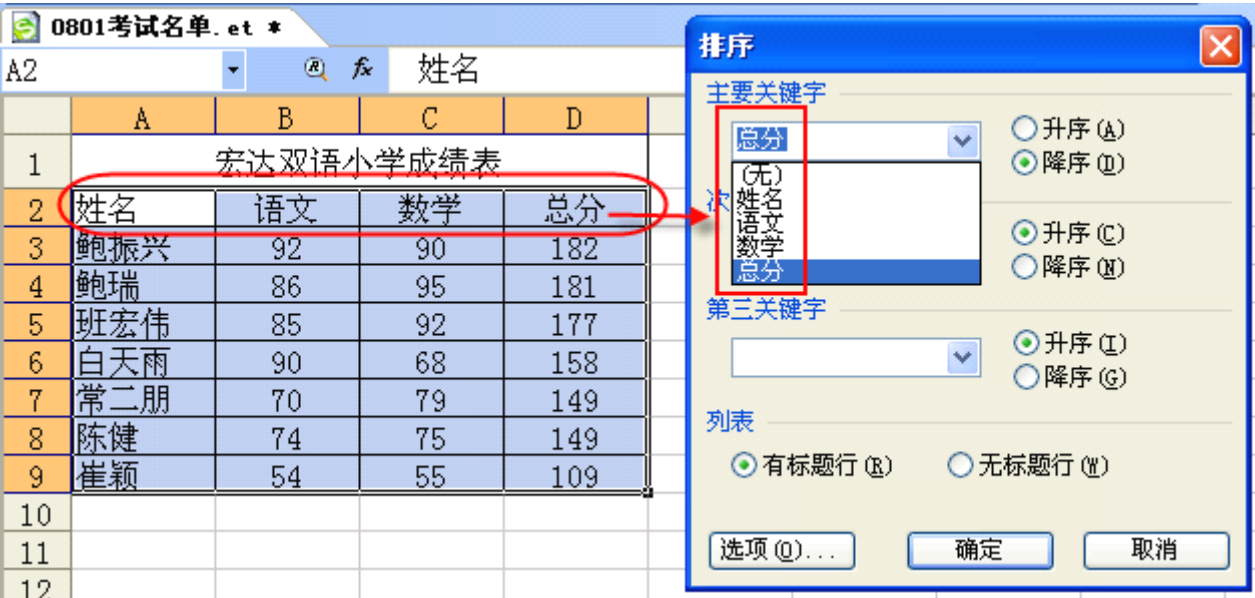 0801考试名单.et *
A2 fx 姓名
A B C D
1 宏达双语小学成绩表
2 姓名 语文 数学 总分
3 鲍振兴 92 90 182
4 鲍瑞 86 95 181
5 班宏伟 85 92 177
6 白天雨 90 68 158
7 常二朋 70 79 149
8 陈健 74 75 149
9 崔颖 54 55 109
10
11
12
排序
主要关键字
总分
升序(A)
降序(D)
(无)
姓名
语文
数学
总分
次
升序(C)
降序(N)
第三关键字
升序(I)
降序(G)
列表
有标题行(R) 无标题行(W)
选项(O)... 确定 取消